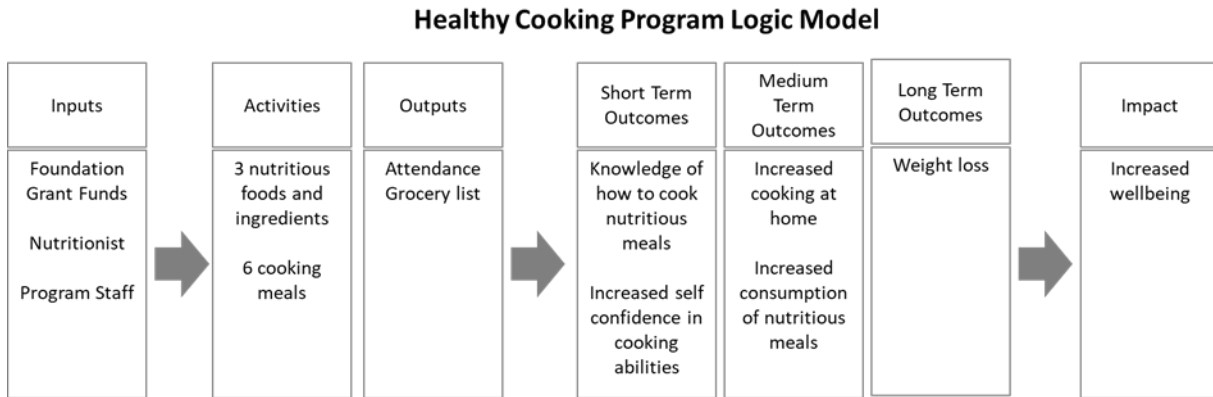 Healthy Cooking Program Logic Model
Inputs
Foundation
Grant Funds
Nutritionist
Program Staff
Activities
3 nutritious
foods and
ingredients
6 cooking
meals
Outputs
Attendance
Grocery list
Short Term
Outcomes
Knowledge of
how to cook
nutritious
meals
Increased self
confidence in
cooking
abilities
Medium
Term
Outcomes
Increased
cooking at
home
Increased
consumption
of nutritious
meals
Long Term
Outcomes
Weight loss
Impact
Increased
wellbeing